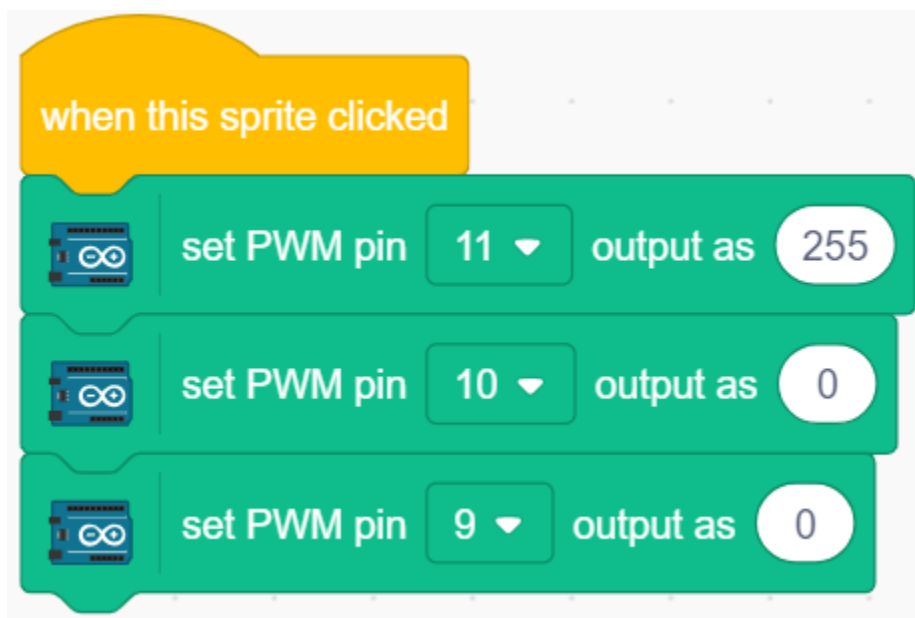 when this sprite clicked
set PWM pin 11 output as 255
set PWM pin 10 output as 0
set PWM pin 9 output as 0